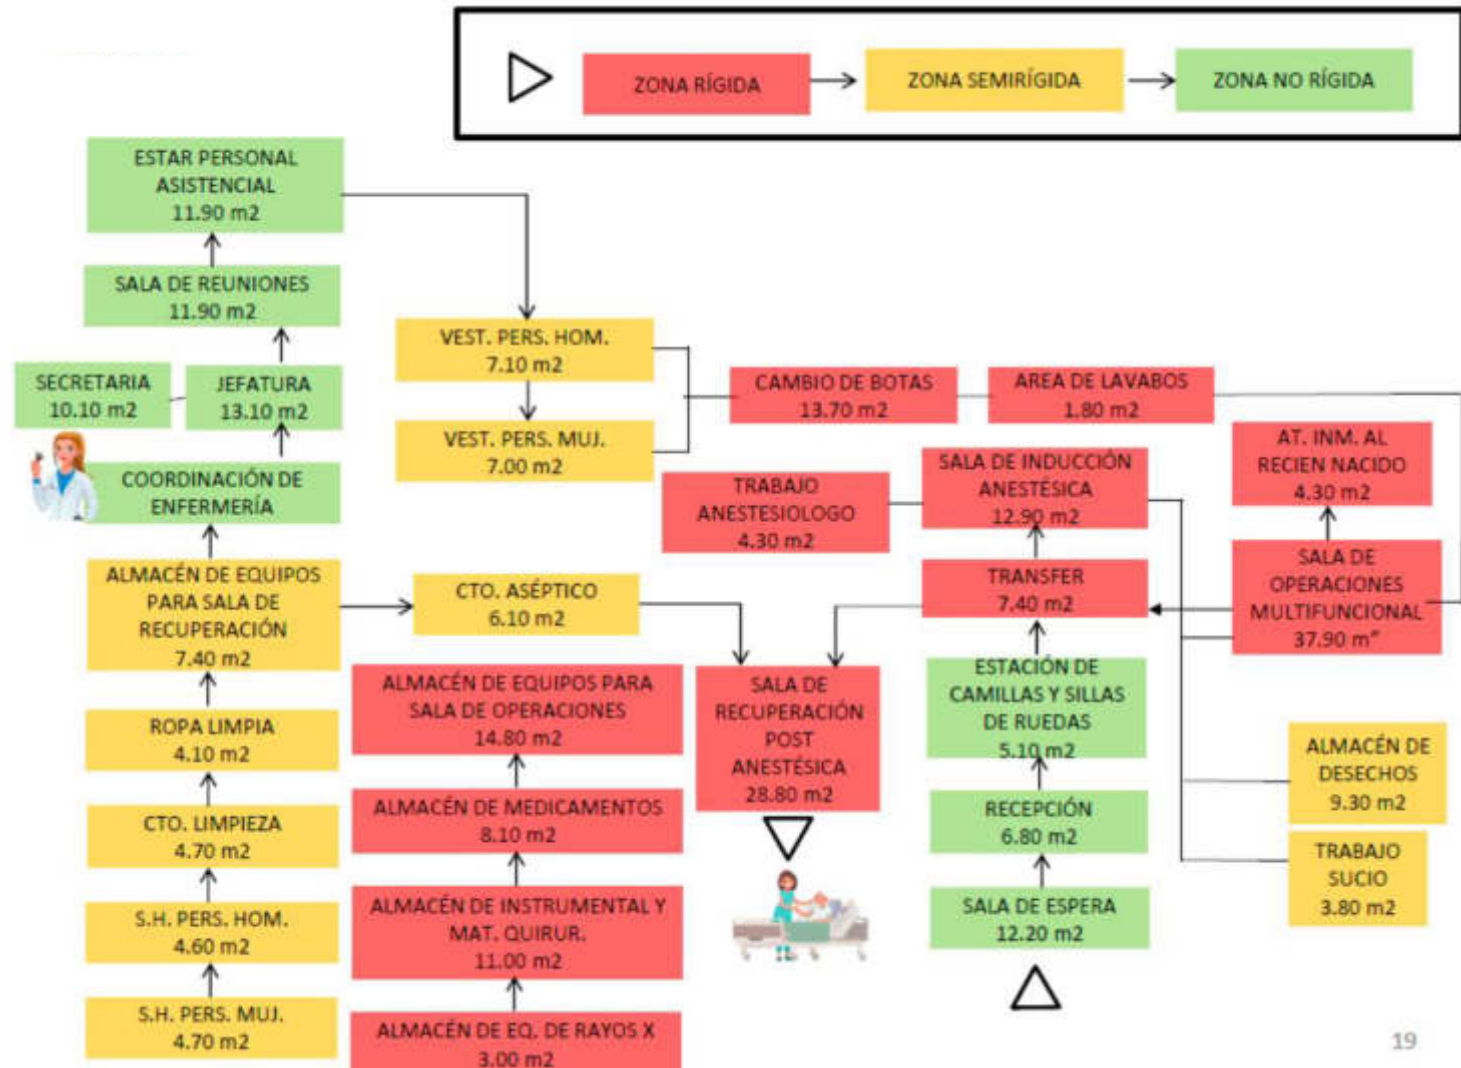 ZONA RÍGIDA
ZONA SEMIRÍGIDA
ZONA NO RÍGIDA
ESTAR PERSONAL
ASISTENCIAL
11.90 m2
SALA DE REUNIONES
11.90 m2
SECRETARIA
10.10 m2
JEFATURA
13.10 m2
COORDINACIÓN DE
ENFERMERÍA
ALMACÉN DE EQUIPOS
PARA SALA DE
RECUPERACIÓN
7.40 m2
ROPA LIMPIA
4.10 m2
CTO. LIMPIEZA
4.70 m2
S.H. PERS. HOM.
4.60 m2
S.H. PERS. MUJ.
4.70 m2
VEST. PERS. HOM.
7.10 m2
VEST. PERS. MUJ.
7.00 m2
CTO. ASÉPTICO
6.10 m2
ALMACÉN DE EQUIPOS PARA
SALA DE OPERACIONES
14.80 m2
ALMACÉN DE MEDICAMENTOS
8.10 m2
ALMACÉN DE INSTRUMENTAL Y
MAT. QUIRUR.
11.00 m2
ALMACÉN DE EQ. DE RAYOS X
3.00 m2
CAMBIO DE BOTAS
13.70 m2
AREA DE LAVABOS
1.80 m2
TRABAJO
ANESTESIOLOGO
4.30 m2
SALA DE INDUCCIÓN
ANESTÉSICA
12.90 m2
AT. INM. AL
RECIEN NACIDO
4.30 m2
TRANSFER
7.40 m2
SALA DE
OPERACIONES
MULTIFUNCIONAL
37.90 m"
SALA DE
RECUPERACIÓN
POST
ANESTÉSICA
28.80 m2
ESTACIÓN DE
CAMILLAS Y SILLAS
DE RUEDAS
5.10 m2
RECEPCIÓN
6.80 m2
SALA DE ESPERA
12.20 m2
ALMACÉN DE
DESECHOS
9.30 m2
TRABAJO
SUCIO
3.80 m2
19